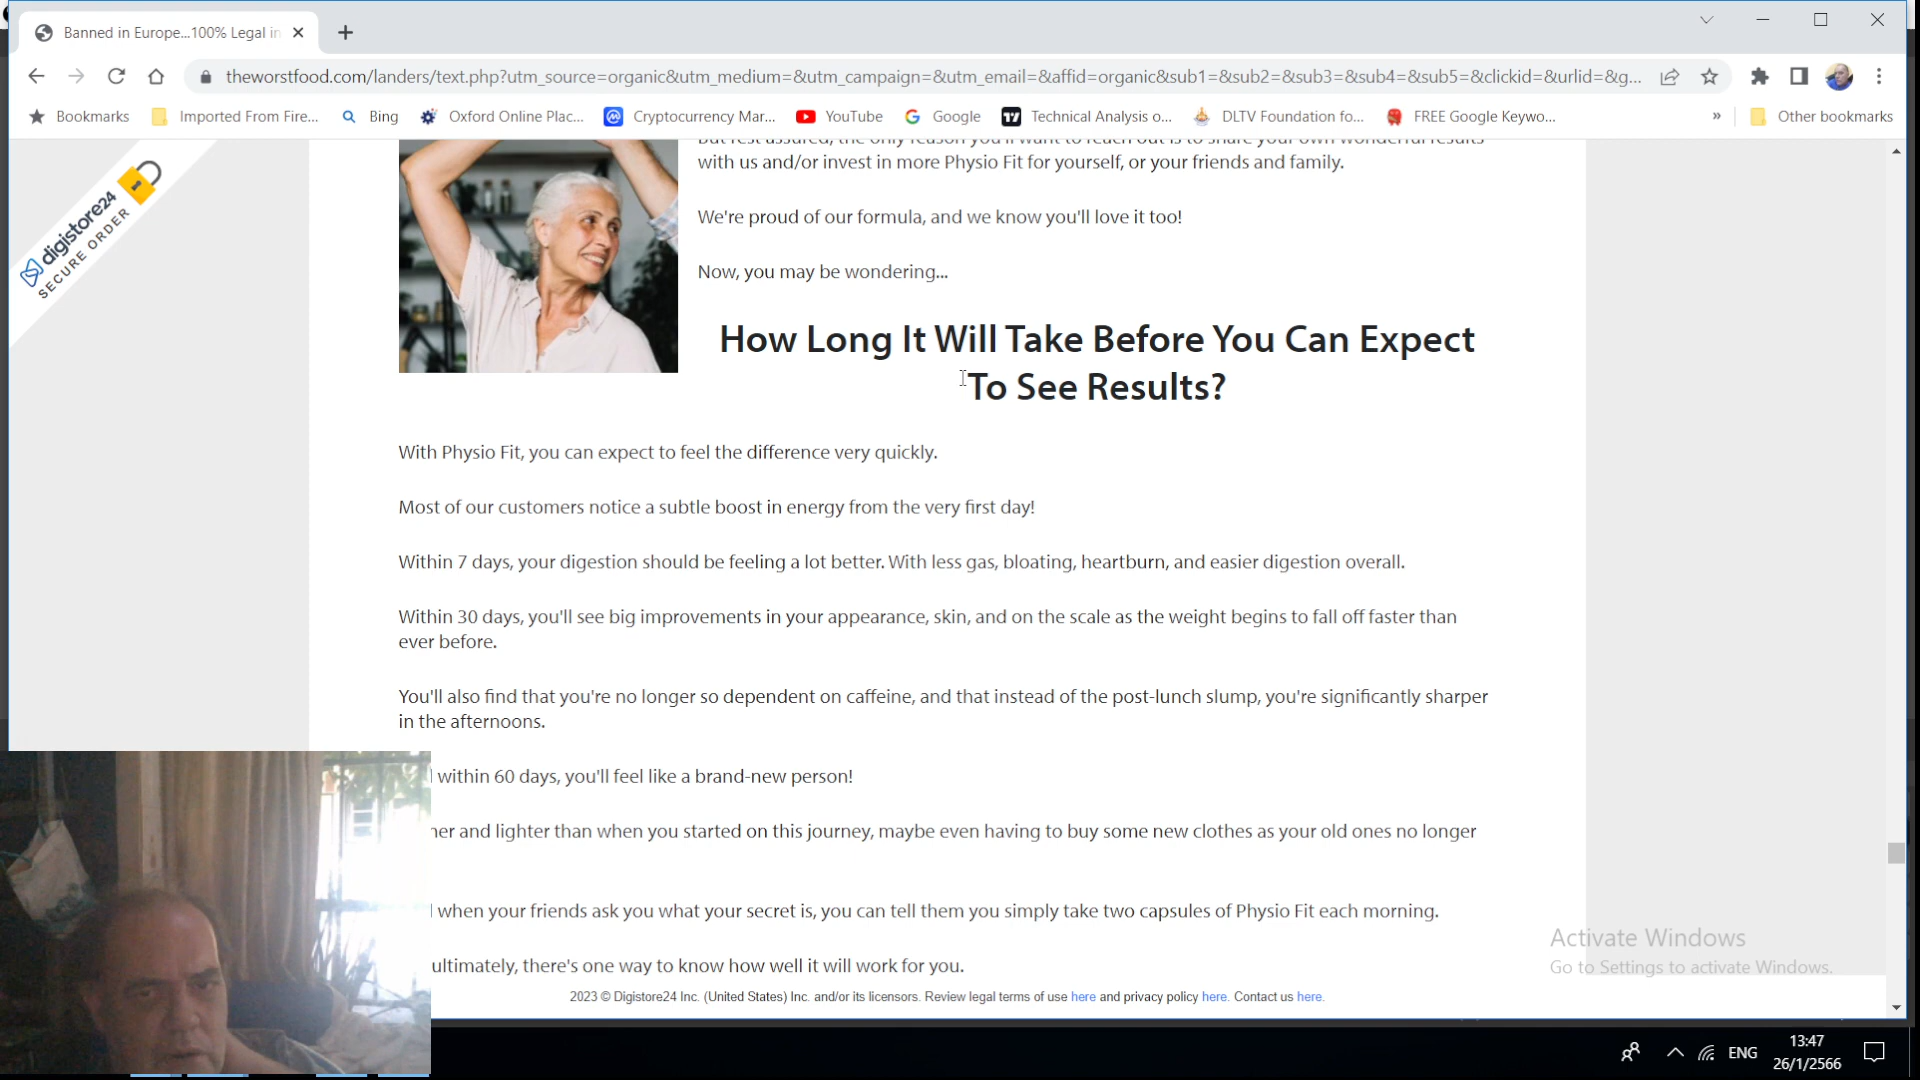 Banned in Europe...100% Legal in
theworstfood.com/landers/text.php?utm_source=organic&utm_medium=&utm_campaign=&utm_email=&affid=organic&sub1=&sub2=&sub3=&sub4=&sub5=&clickid=&urlid=&g...
Bookmarks Imported From Fire... Bing Oxford Online Plac... Cryptocurrency Mar... YouTube Google Technical Analysis o... DLTV Foundation fo... FREE Google Keywo... » Other bookmarks
digistore24
SECURE ORDER
But rest assured, the only reason you'll want to reach out is to share your own wonderful results
with us and/or invest in more Physio Fit for yourself, or your friends and family.
We're proud of our formula, and we know you'll love it too!
Now, you may be wondering...
How Long It Will Take Before You Can Expect
To See Results?
With Physio Fit, you can expect to feel the difference very quickly.
Most of our customers notice a subtle boost in energy from the very first day!
Within 7 days, your digestion should be feeling a lot better. With less gas, bloating, heartburn, and easier digestion overall.
Within 30 days, you'll see big improvements in your appearance, skin, and on the scale as the weight begins to fall off faster than
ever before.
You'll also find that you're no longer so dependent on caffeine, and that instead of the post-lunch slump, you're significantly sharper
in the afternoons.
within 60 days, you'll feel like a brand-new person!
and lighter than when you started on this journey, maybe even having to buy some new clothes as your old ones no longer
when your friends ask you what your secret is, you can tell them you simply take two capsules of Physio Fit each morning.
ultimately, there's one way to know how well it will work for you.
Activate Windows
Go to Settings to activate Windows.
2023 © Digistore24 Inc. (United States) Inc. and/or its licensors. Review legal terms of use here and privacy policy here. Contact us here.
ENG
13:47
26/1/2566